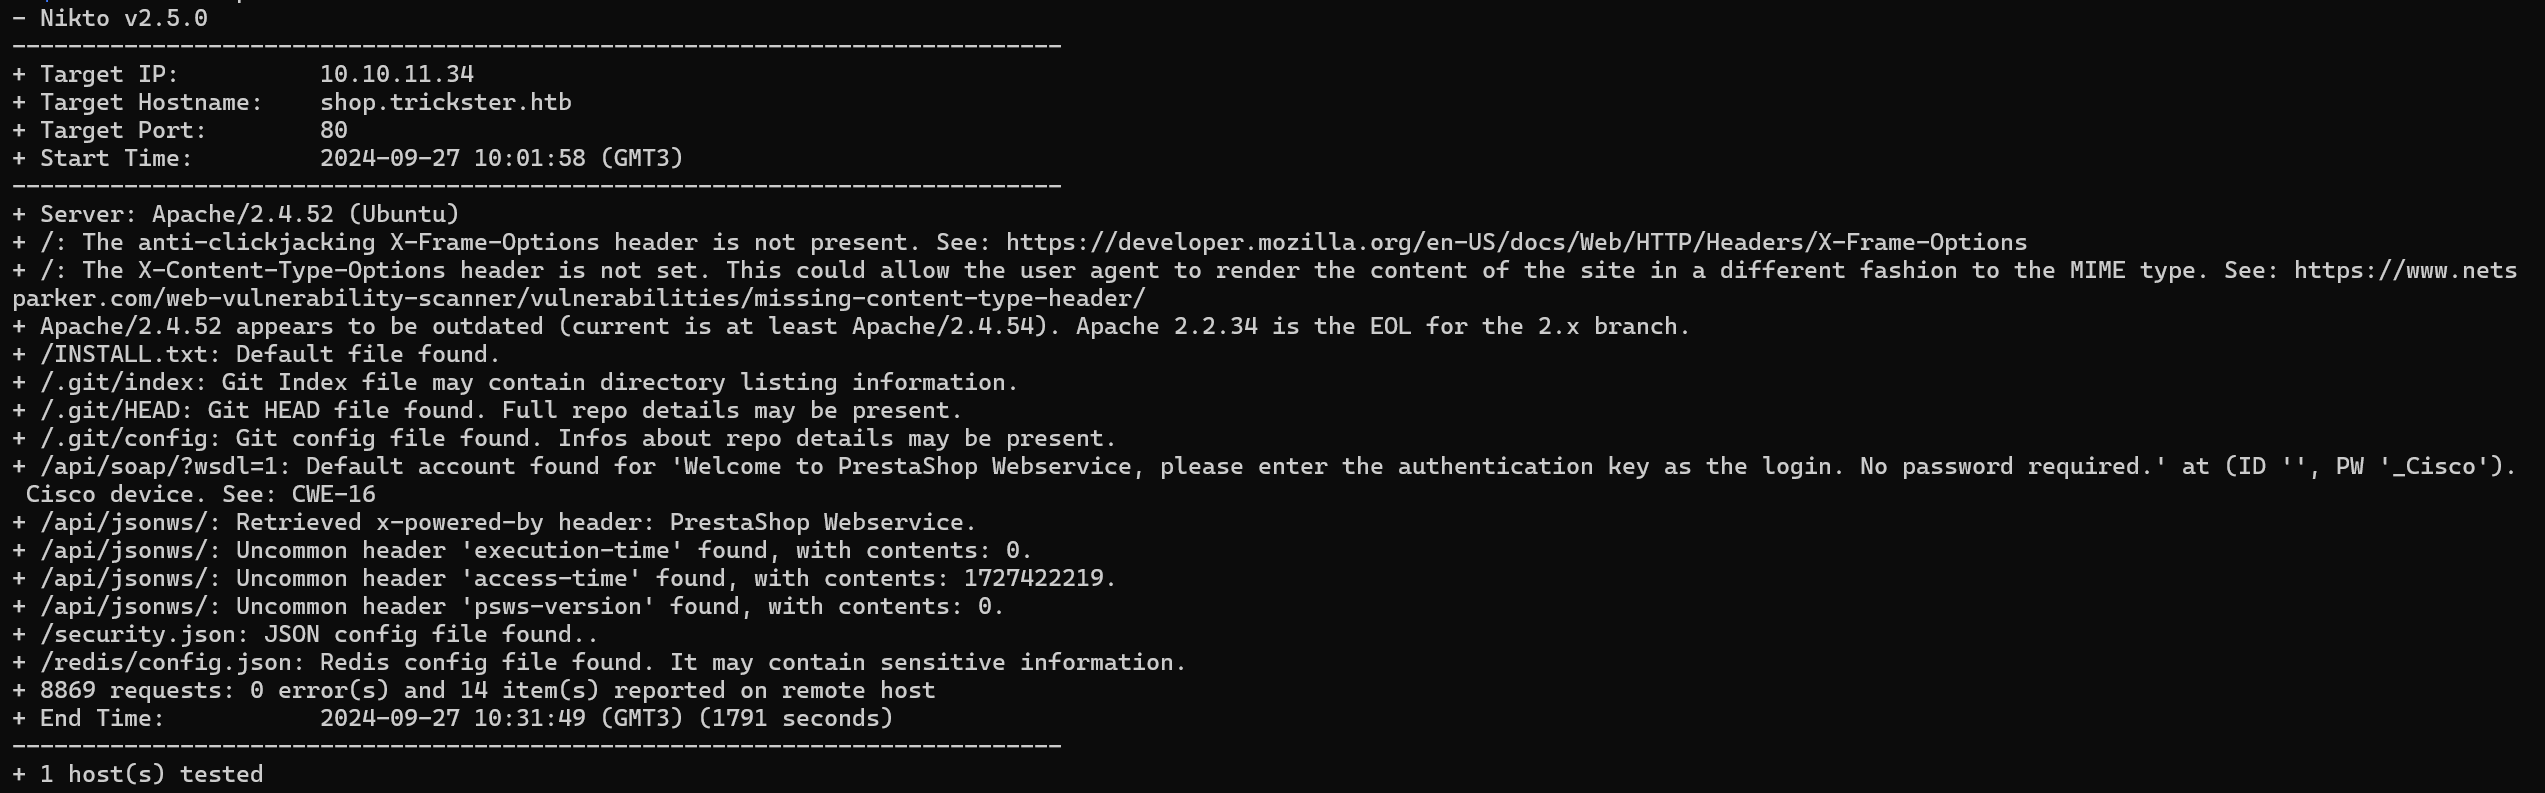 - Nikto v2.5.0
---------------------------------------------------------------------------
+ Target IP:          10.10.11.34
+ Target Hostname:    shop.trickster.htb
+ Target Port:        80
+ Start Time:         2024-09-27 10:01:58 (GMT3)
---------------------------------------------------------------------------
+ Server: Apache/2.4.52 (Ubuntu)
+ /: The anti-clickjacking X-Frame-Options header is not present. See: https://developer.mozilla.org/en-US/docs/Web/HTTP/Headers/X-Frame-Options
+ /: The X-Content-Type-Options header is not set. This could allow the user agent to render the content of the site in a different fashion to the MIME type. See: https://www.nets
parker.com/web-vulnerability-scanner/vulnerabilities/missing-content-type-header/
+ Apache/2.4.52 appears to be outdated (current is at least Apache/2.4.54). Apache 2.2.34 is the EOL for the 2.x branch.
+ /INSTALL.txt: Default file found.
+ /.git/index: Git Index file may contain directory listing information.
+ /.git/HEAD: Git HEAD file found. Full repo details may be present.
+ /.git/config: Git config file found. Infos about repo details may be present.
+ /api/soap/?wsdl=1: Default account found for 'Welcome to PrestaShop Webservice, please enter the authentication key as the login. No password required.' at (ID '', PW '_Cisco').
 Cisco device. See: CWE-16
+ /api/jsonws/: Retrieved x-powered-by header: PrestaShop Webservice.
+ /api/jsonws/: Uncommon header 'execution-time' found, with contents: 0.
+ /api/jsonws/: Uncommon header 'access-time' found, with contents: 1727422219.
+ /api/jsonws/: Uncommon header 'psws-version' found, with contents: 0.
+ /security.json: JSON config file found..
+ /redis/config.json: Redis config file found. It may contain sensitive information.
+ 8869 requests: 0 error(s) and 14 item(s) reported on remote host
+ End Time:           2024-09-27 10:31:49 (GMT3) (1791 seconds)
---------------------------------------------------------------------------
+ 1 host(s) tested